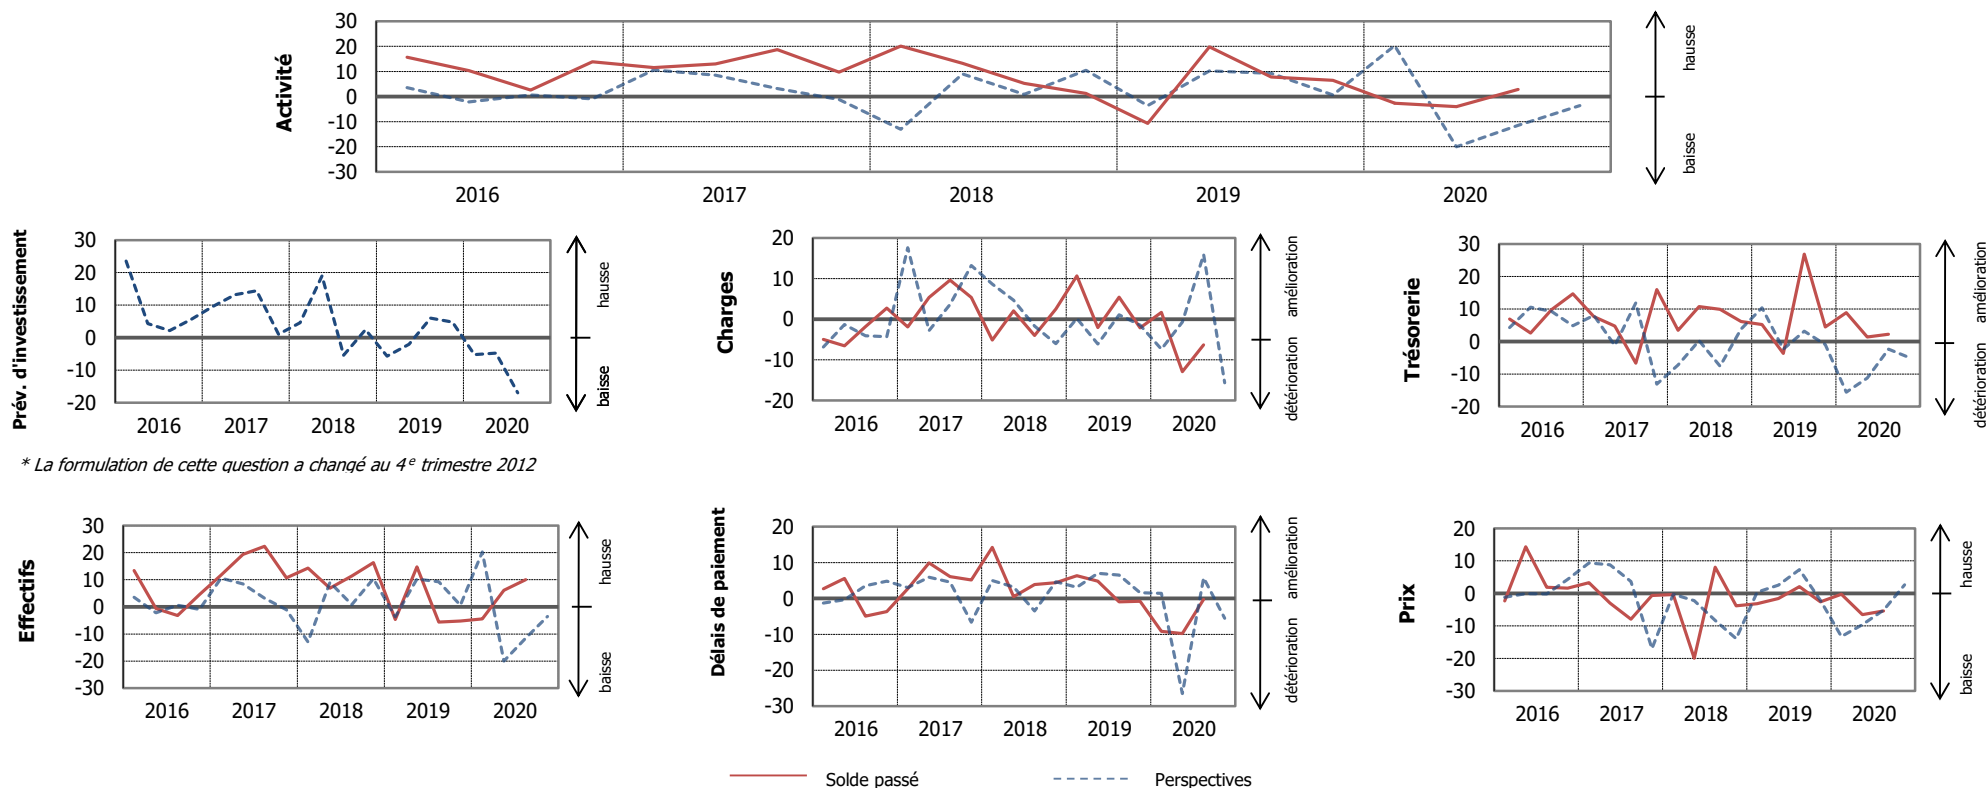 Activité
30
20
10
0
-10
-20
-30
2016 2017 2018 2019 2020
hausse
baisse
Prév. d'investissement
30
20
10
0
-10
-20
2016 2017 2018 2019 2020
hausse
baisse
* La formulation de cette question a changé au 4e trimestre 2012
Charges
20
10
0
-10
-20
2016 2017 2018 2019 2020
amélioration
détérioration
Trésorerie
30
20
10
0
-10
-20
2016 2017 2018 2019 2020
amélioration
détérioration
Effectifs
30
20
10
0
-10
-20
-30
2016 2017 2018 2019 2020
hausse
baisse
Délais de paiement
20
10
0
-10
-20
-30
2016 2017 2018 2019 2020
amélioration
détérioration
Prix
20
10
0
-10
-20
-30
2016 2017 2018 2019 2020
hausse
baisse
Solde passé Perspectives